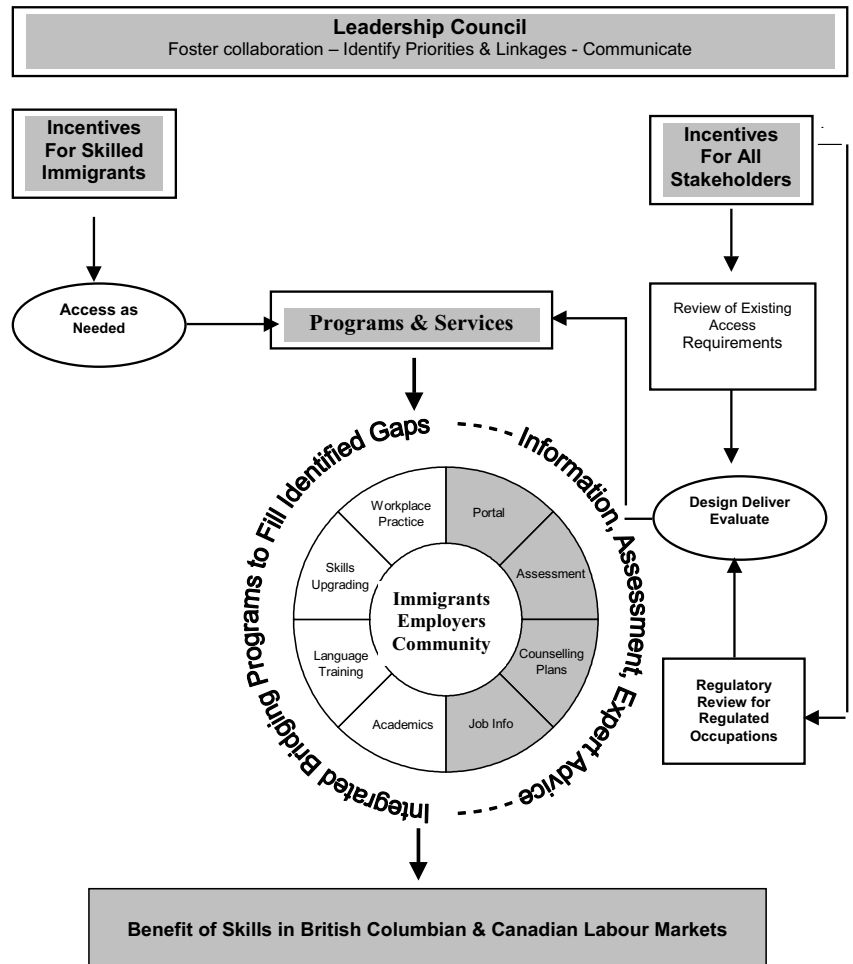 Leadership Council
Foster collaboration – Identify Priorities & Linkages - Communicate
Incentives
For Skilled
Immigrants
Incentives
For All
Stakeholders
Access as
Needed
Programs & Services
Review of Existing
Access
Requirements
Design Deliver
Evaluate
Regulatory
Review for
Regulated
Occupations
Integrated Bridging Programs to Fill Identified Gaps
Information, Assessment, Expert Advice
Workplace
Practice
Portal
Skills
Upgrading
Assessment
Immigrants
Employers
Community
Language
Training
Counselling
Plans
Academics
Job Info
Benefit of Skills in British Columbian & Canadian Labour Markets